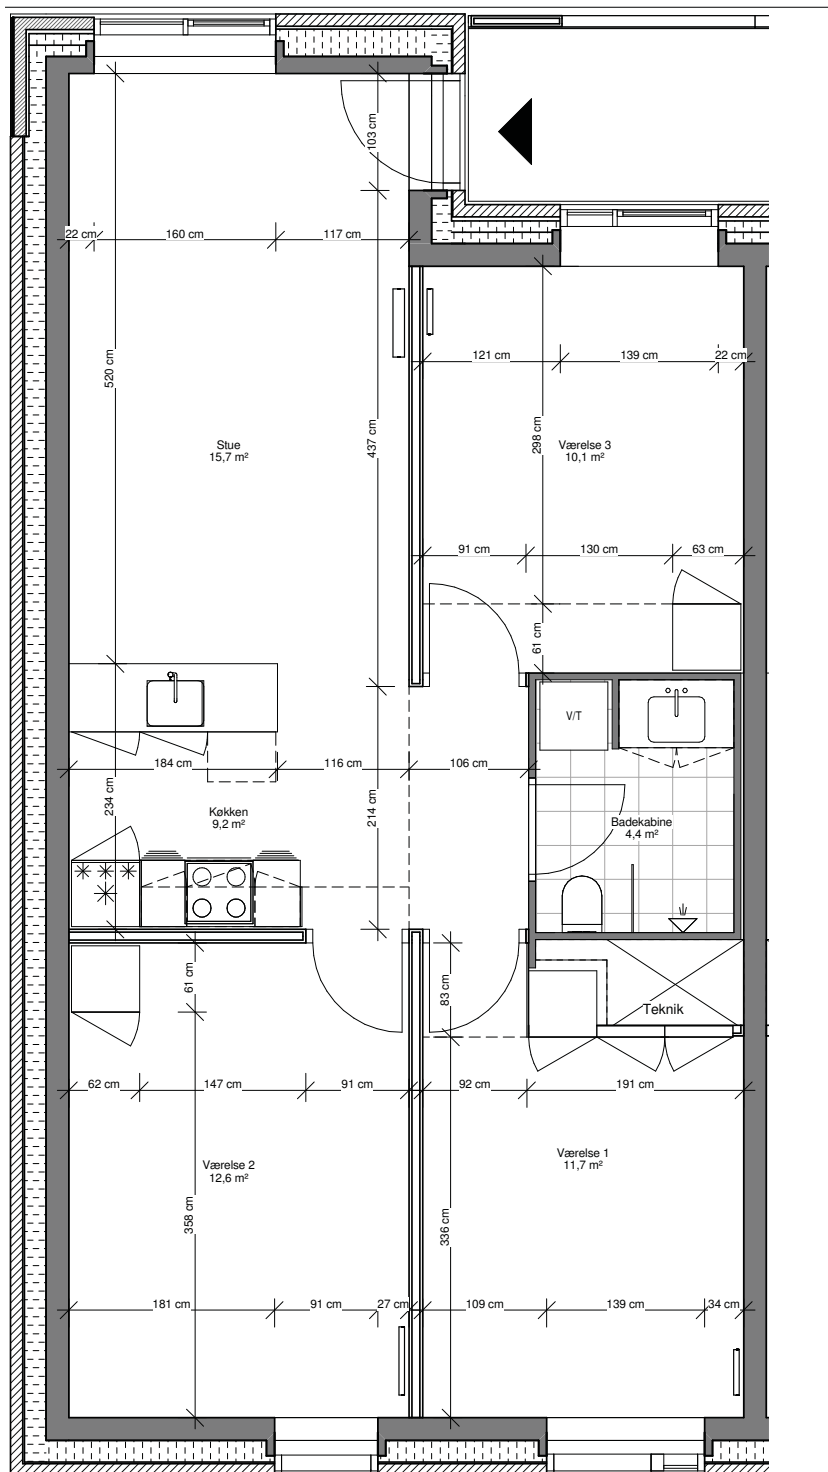 103 cm
22 cm
160 cm
117 cm
520 cm
121 cm
139 cm
22 cm
437 cm
298 cm
Stue
15,7 m²
Værelse 3
10,1 m²
91 cm
130 cm
63 cm
61 cm
V/T
184 cm
116 cm
106 cm
234 cm
214 cm
Køkken
9,2 m²
Badekabine
4,4 m²
61 cm
83 cm
Teknik
62 cm
147 cm
91 cm
92 cm
191 cm
Værelse 2
12,6 m²
Værelse 1
11,7 m²
358 cm
336 cm
181 cm
91 cm
27 cm
109 cm
139 cm
34 cm